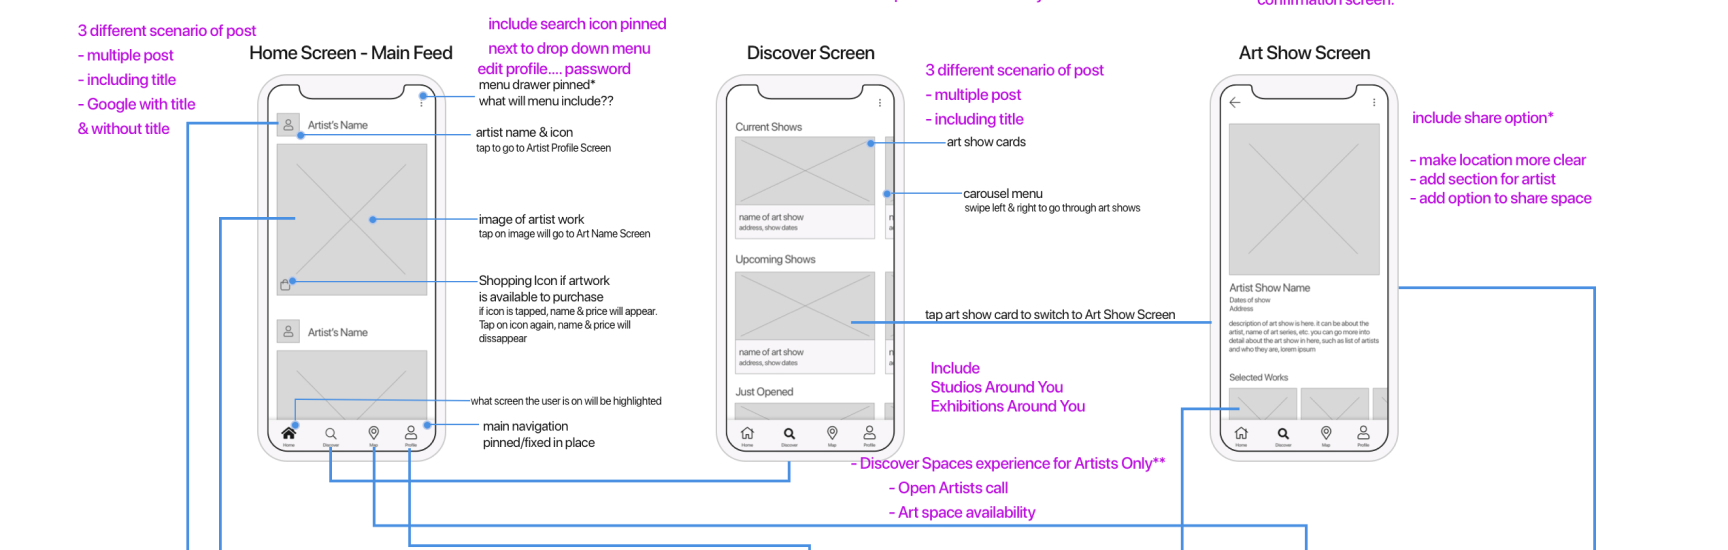 confirmation screen.
3 different scenario of post
- multiple post
- including title
- Google with title
& without title
Home Screen - Main Feed
include search icon pinned
next to drop down menu
edit profile.... password
menu drawer pinned*
what will menu include??
Artist's Name
artist name & icon
tap to go to Artist Profile Screen
image of artist work
tap on image will go to Art Name Screen
Shopping Icon if artwork
is available to purchase
if icon is tapped, name & price will appear.
Tap on icon again, name & price will
dissappear
Artist's Name
what screen the user is on will be highlighted
main navigation
pinned/fixed in place
Home
Discover
Map
Profile
Discover Screen
3 different scenario of post
- multiple post
- including title
Current Shows
art show cards
carousel menu
swipe left & right to go through art shows
name of art show
address, show dates
n
a
Upcoming Shows
tap art show card to switch to Art Show Screen
name of art show
address, show dates
n
a
Just Opened
Include
Studios Around You
Exhibitions Around You
Home
Discover
Map
Profile
- Discover Spaces experience for Artists Only**
- Open Artists call
- Art space availability
Art Show Screen
include share option*
- make location more clear
- add section for artist
- add option to share space
Artist Show Name
Dates of show
Address
description of art show is here. it can be about the
artist, name of art series, etc. you can go more into
detail about the art show in here, such as list of artists
and who they are, lorem ipsum
Selected Works
Home
Discover
Map
Profile